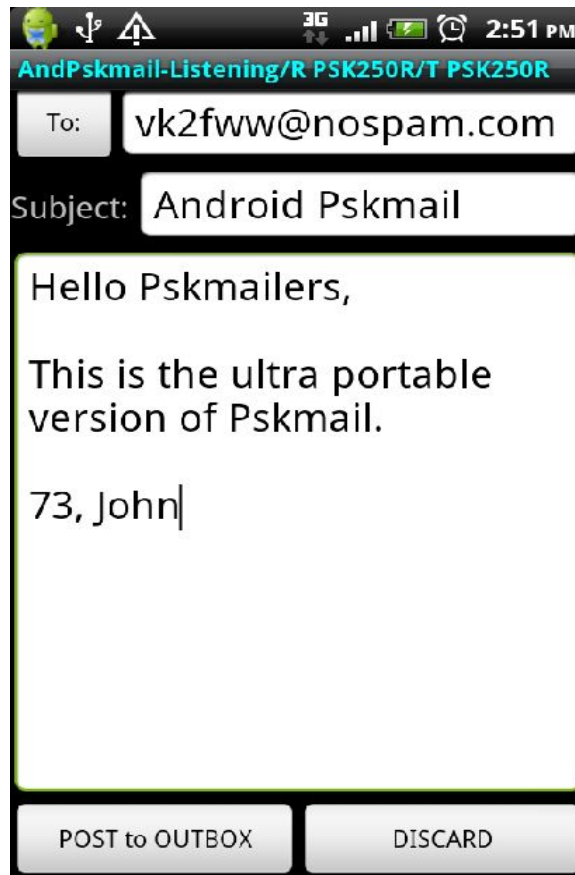 3G 2:51 PM
AndPskmail-Listening/R PSK250R/T PSK250R
To: vk2fww@nospam.com
Subject: Android Pskmail
Hello Pskmailers,
This is the ultra portable
version of Pskmail.
73, John
POST to OUTBOX DISCARD